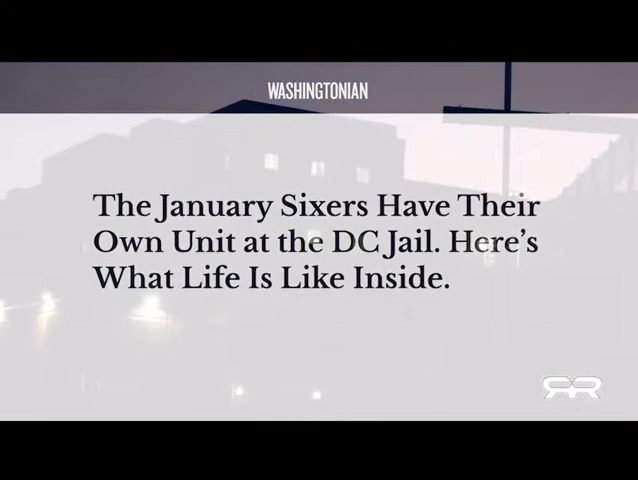 WASHINGTONIAN
The January Sixers Have Their
Own Unit at the DC Jail. Here's
What Life Is Like Inside.